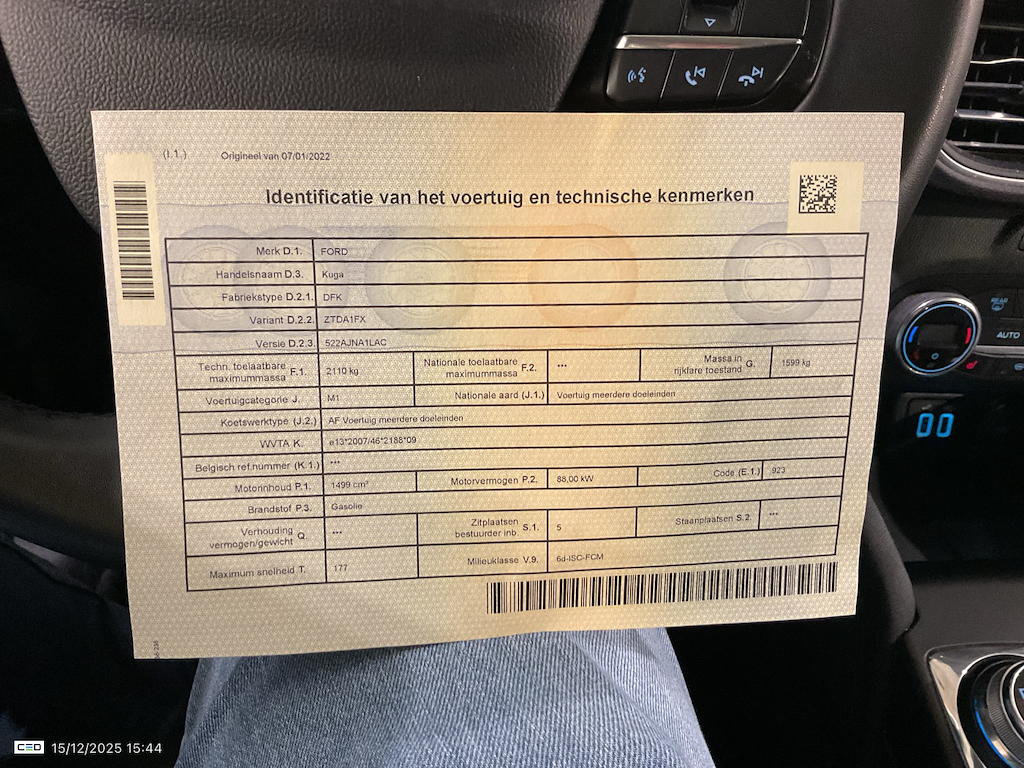 (I.1.) Origineel van 07/01/2022
Identificatie van het voertuig en technische kenmerken
Merk D.1. FORD
Handelsnaam D.3. Kuga
Fabriekstype D.2.1. DFK
Variant D.2.2. ZTDA1FX
Versie D.2.3. 522AJNA1LAC
Techn. toelaatbare maximummassa F.1. 2110 kg Nationale toelaatbare maximummassa F.2. *** Massa in rijklare toestand G. 1599 kg
Voertuigcategorie J. M1 Nationale aard (J.1.) Voertuig meerdere doeleinden
Koetswerktype (J.2.) AF Voertuig meerdere doeleinden
WVTA K. e13*2007/46*2188*09
Belgisch ref.nummer (K.1.) ***
Motorinhoud P.1. 1499 cm³ Motorvermogen P.2. 88,00 kW Code (E.1.) 923
Brandstof P.3. Gasolie
Verhouding vermogen/gewicht Q. *** Zitplaatsen bestuurder inb. S.1. 5 Staanplaatsen S.2. ***
Maximum snelheid T. 177 Milieuklasse V.9. 6d-ISC-FCM
REAR
AUTO
00
CEO 15/12/2025 15:44